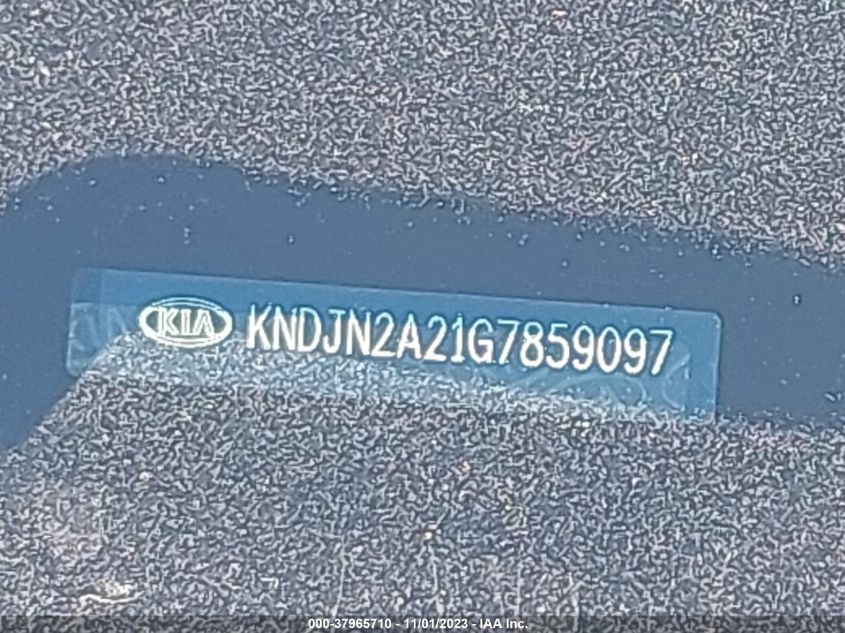 KIA KNDJN2A21G7859097
000-37965710 - 11/01/2023 - IAA Inc.